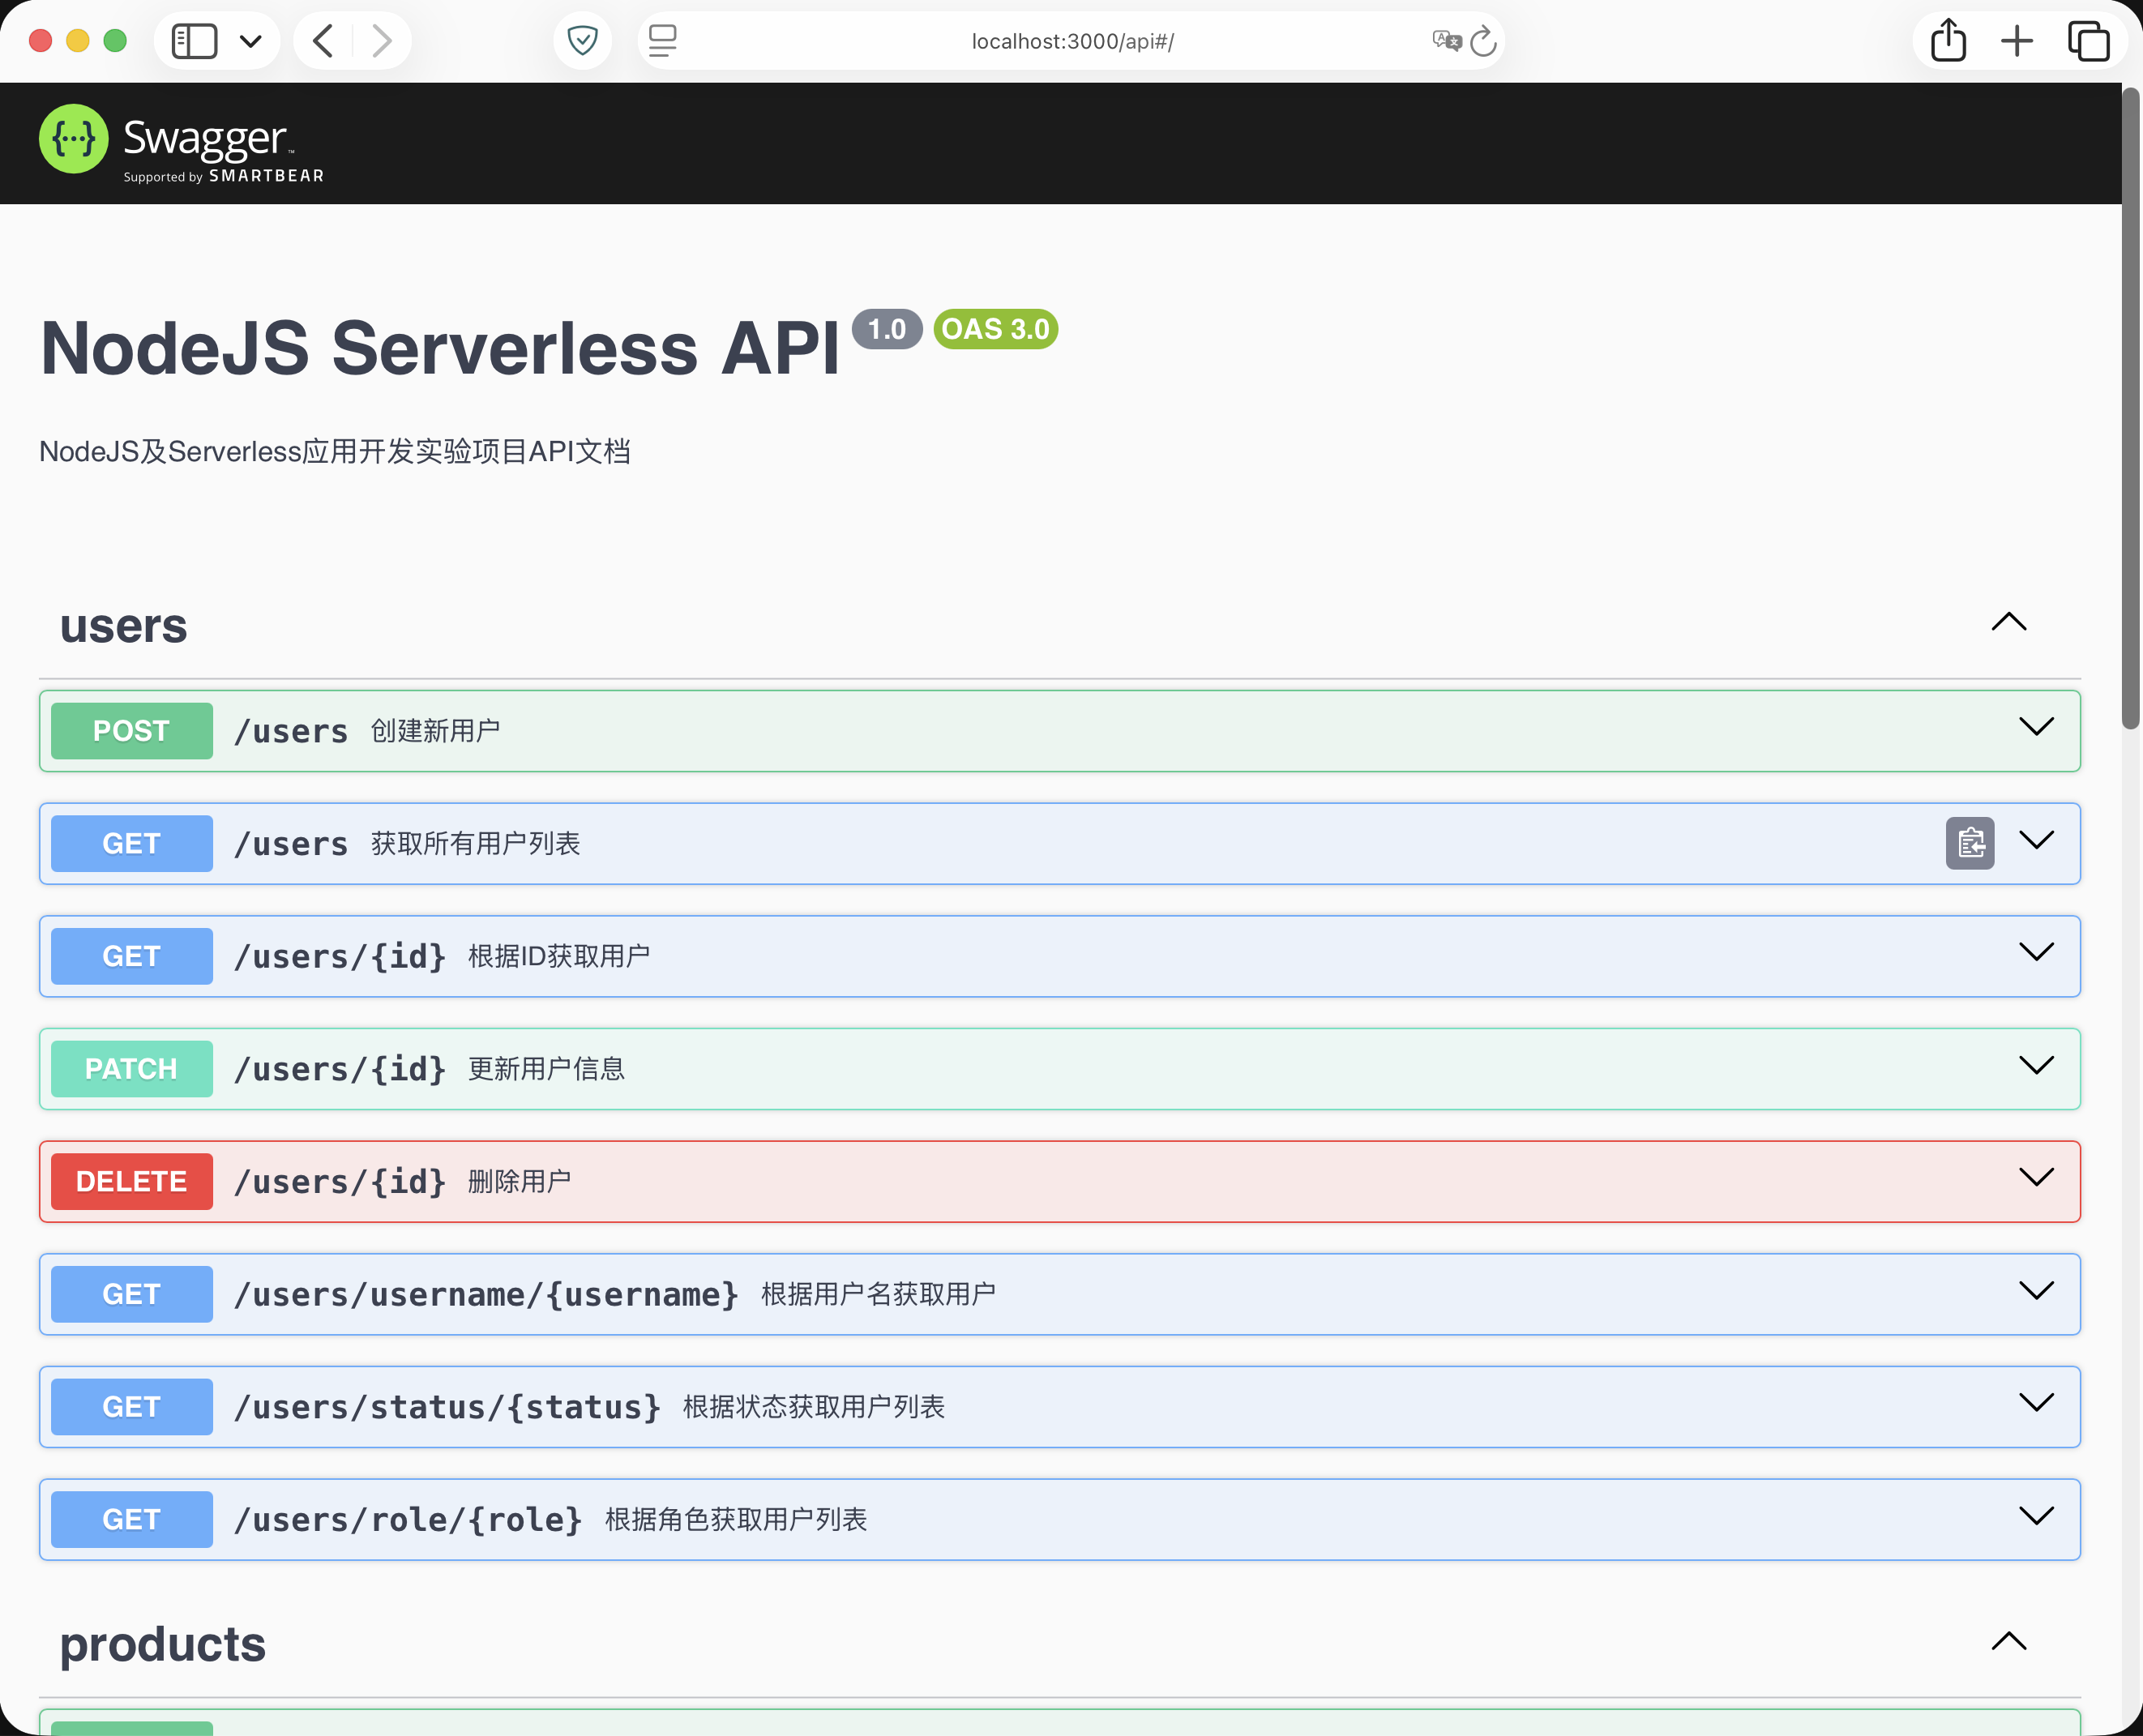 localhost:3000/api#/
Swagger™
Supported by SMARTBEAR
NodeJS Serverless API 1.0 OAS 3.0
NodeJS及Serverless应用开发实验项目API文档
users
POST /users 创建新用户
GET /users 获取所有用户列表
GET /users/{id} 根据ID获取用户
PATCH /users/{id} 更新用户信息
DELETE /users/{id} 删除用户
GET /users/username/{username} 根据用户名获取用户
GET /users/status/{status} 根据状态获取用户列表
GET /users/role/{role} 根据角色获取用户列表
products